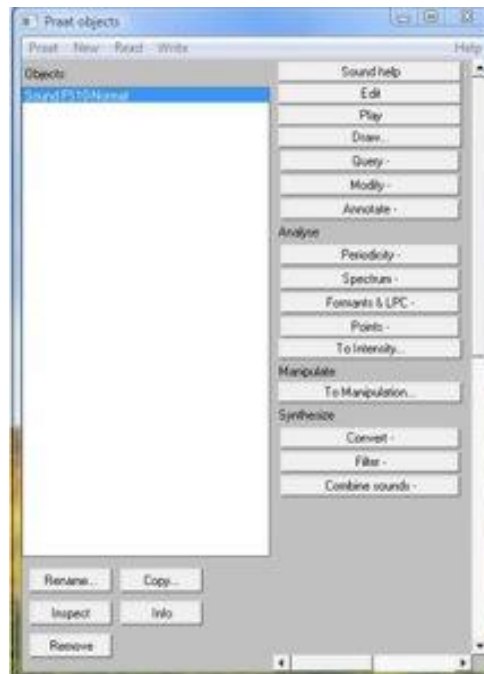 Praat objects
Praat New Read Write Help
Objects
Sound
Sound help
Edit
Play
Draw...
Query -
Modify -
Annotate -
Analyse
Periodicity -
Spectrum -
Formants & LPC -
Points -
To Intensity...
Manipulate
To Manipulation...
Synthesize
Convert -
Filter -
Combine sounds -
Rename... Copy...
Inspect Info
Remove